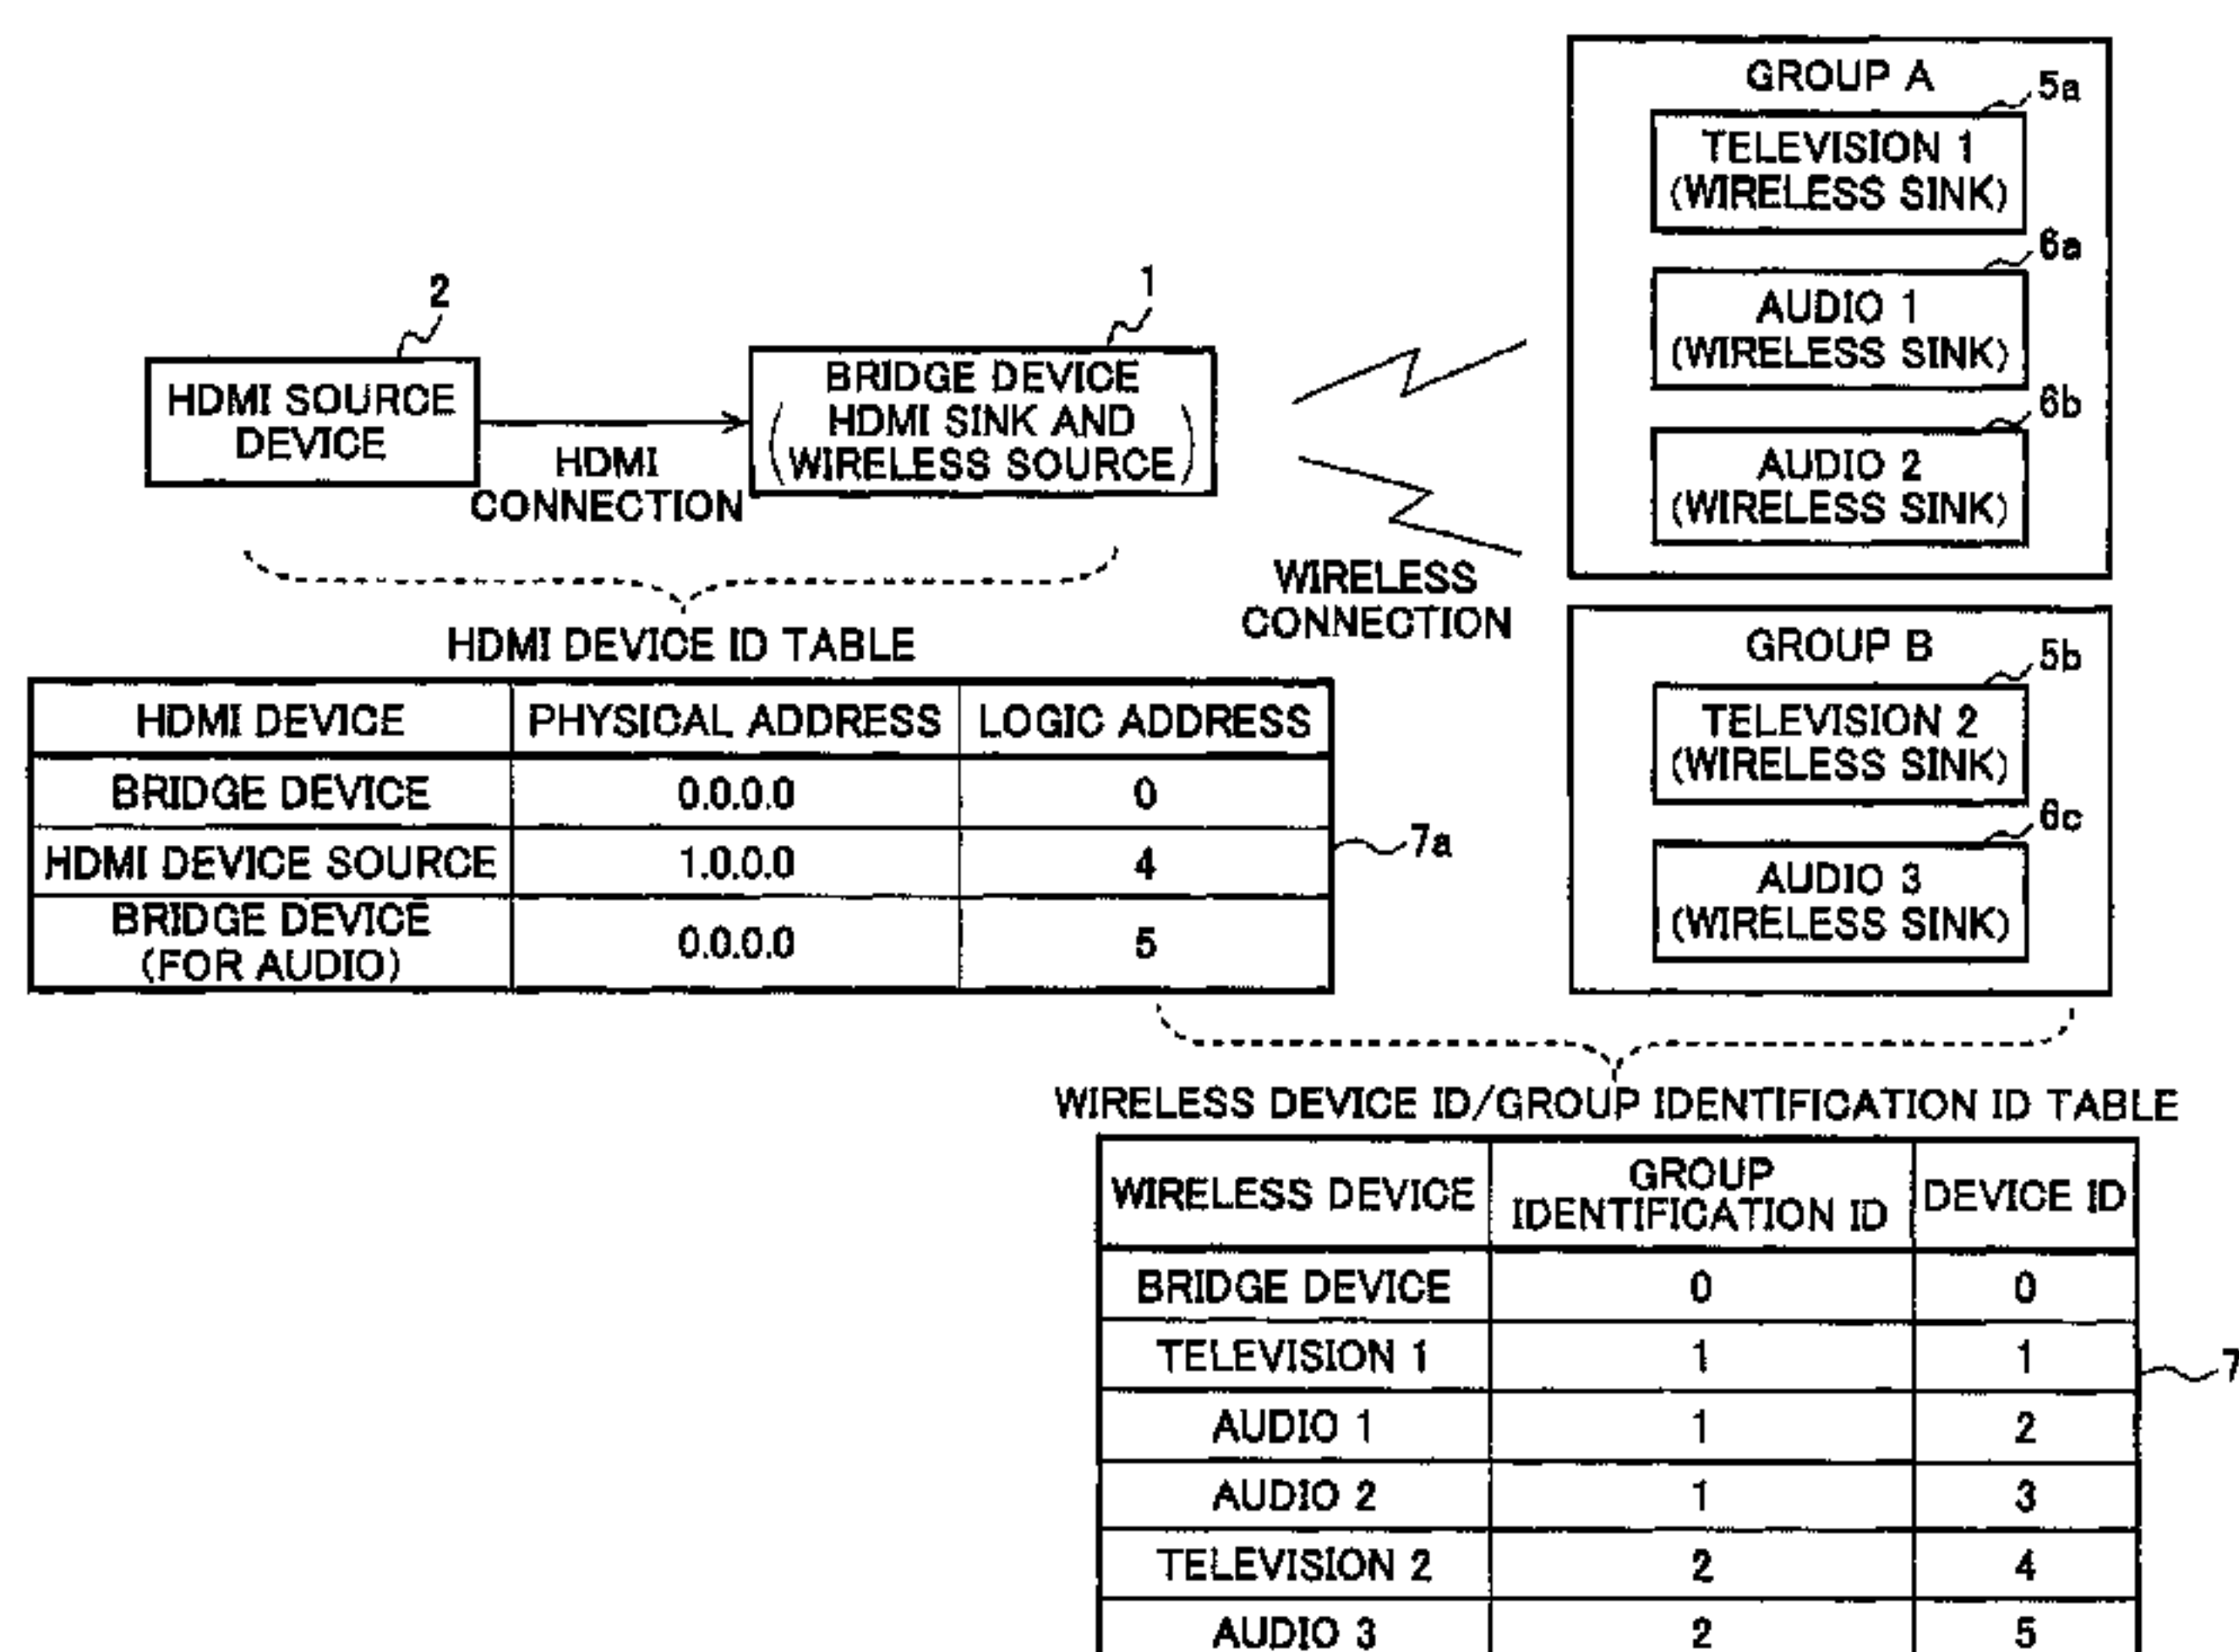 GROUP A
5a
TELEVISION 1
(WIRELESS SINK)
6a
AUDIO 1
(WIRELESS SINK)
6b
AUDIO 2
(WIRELESS SINK)
2
HDMI SOURCE
DEVICE
HDMI
CONNECTION
1
BRIDGE DEVICE
(HDMI SINK AND
WIRELESS SOURCE)
WIRELESS
CONNECTION
GROUP B
5b
TELEVISION 2
(WIRELESS SINK)
6c
AUDIO 3
(WIRELESS SINK)
HDMI DEVICE ID TABLE
HDMI DEVICE PHYSICAL ADDRESS LOGIC ADDRESS
BRIDGE DEVICE 0.0.0.0 0
HDMI DEVICE SOURCE 1.0.0.0 4
BRIDGE DEVICE
(FOR AUDIO) 0.0.0.0 5
7a
WIRELESS DEVICE ID/GROUP IDENTIFICATION ID TABLE
WIRELESS DEVICE GROUP
IDENTIFICATION ID DEVICE ID
BRIDGE DEVICE 0 0
TELEVISION 1 1 1
AUDIO 1 1 2
AUDIO 2 1 3
TELEVISION 2 2 4
AUDIO 3 2 5